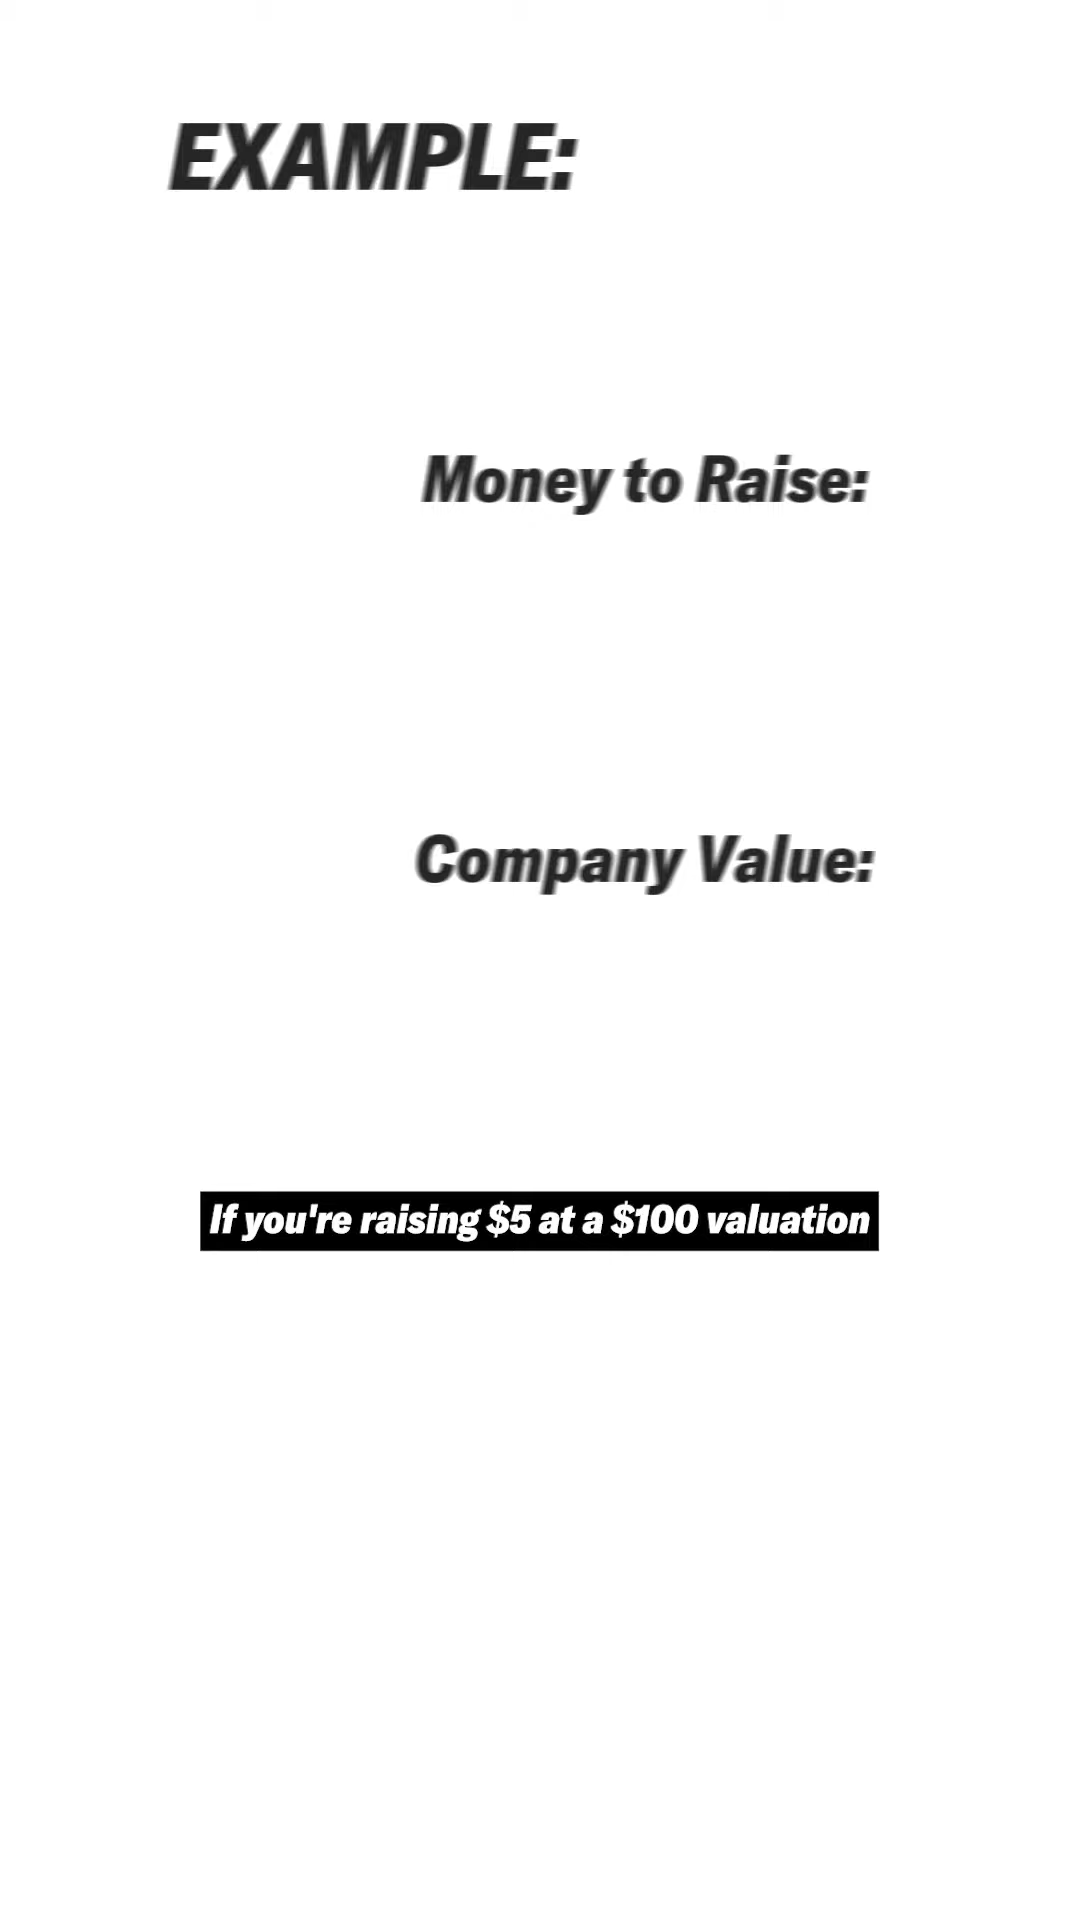 EXAMPLE:
Money to Raise:
Company Value:
If you're raising $5 at a $100 valuation